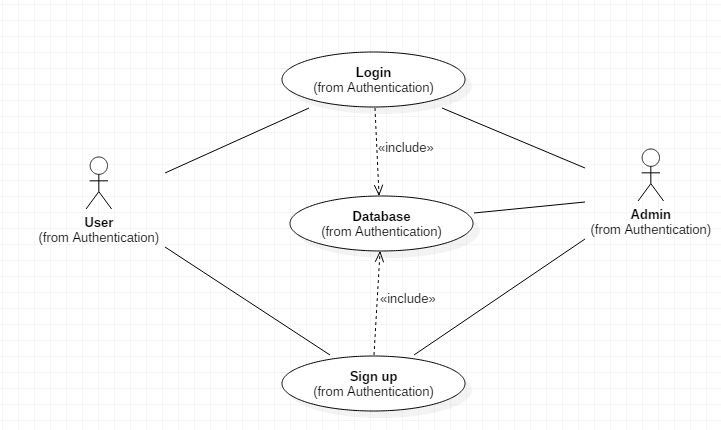 Login
(from Authentication)
«include»
User
(from Authentication)
Database
(from Authentication)
Admin
(from Authentication)
«include»
Sign up
(from Authentication)